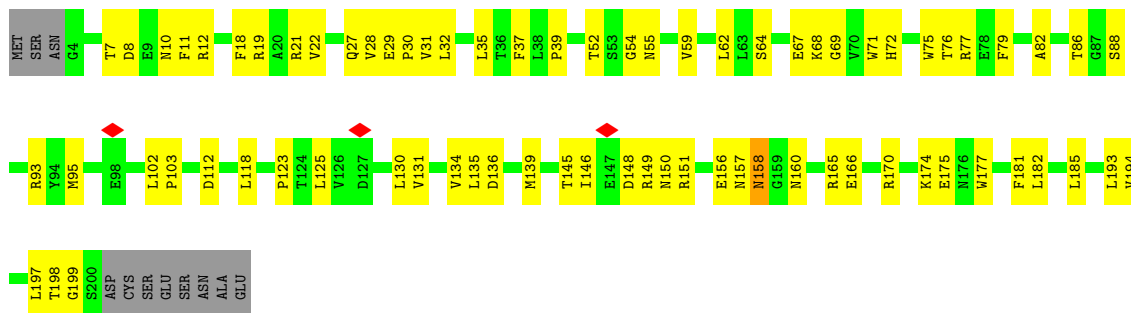 MET SER ASN G4 T7 D8 E9 N10 F11 R12 F18 R19 A20 R21 V22 Q27 V28 E29 P30 V31 L32 L35 T36 F37 L38 P39 T52 S53 G54 N55 V59 L62 L63 S64 E67 K68 G69 V70 W71 H72 W75 T76 R77 E78 F79 A82 T86 G87 S88
R93 Y94 M95 E98 L102 P103 D112 L118 P123 T124 L125 V126 D127 L130 V131 V134 L135 D136 M139 T145 I146 E147 D148 R149 N150 R151 E156 N157 N158 G159 N160 R165 E166 R170 K174 E175 N176 W177 F181 L182 L185 L193 V194
L197 T198 G199 S200 ASP CYS SER GLU SER ASN ALA GLU